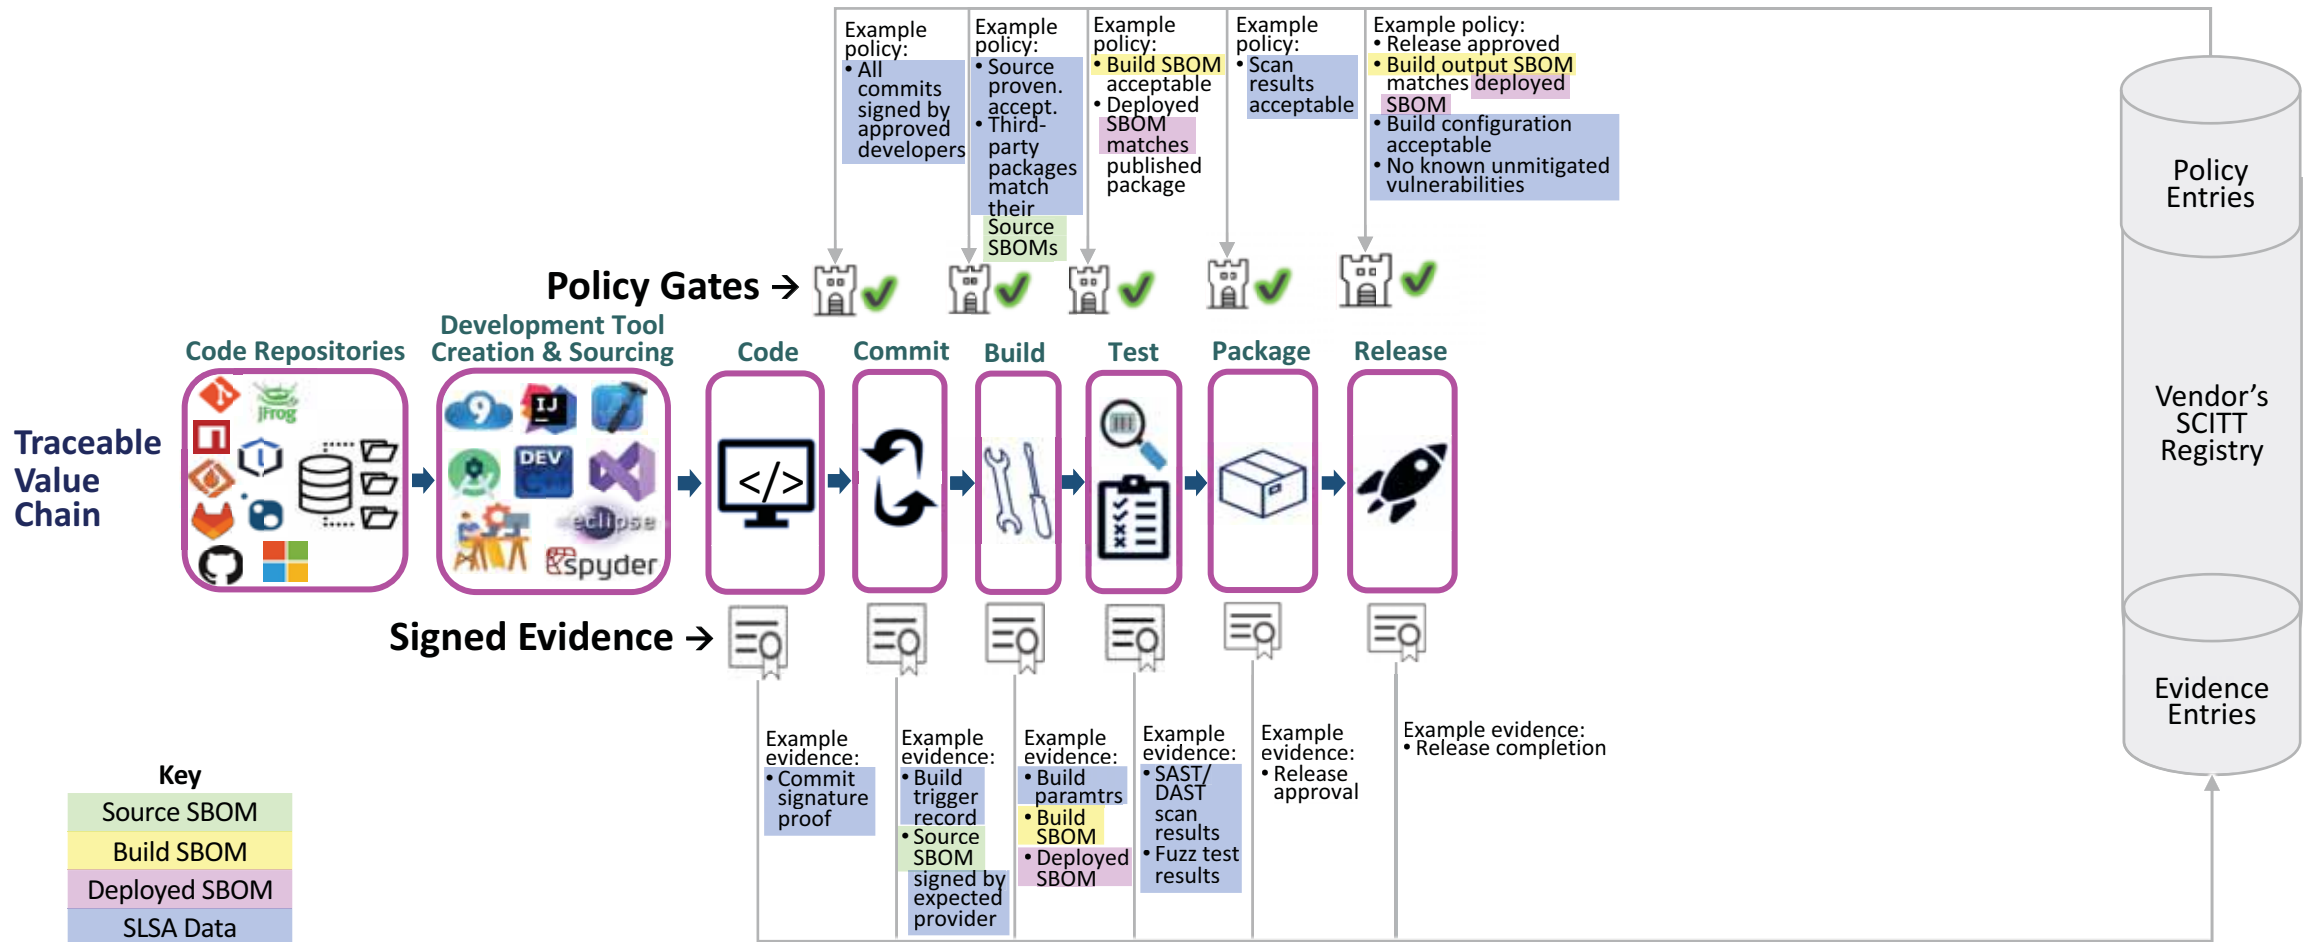 Example
policy:
• All
commits
signed by
approved
developers
Example
policy:
• Source
proven.
accept.
• Third-
party
packages
match
their
Source
SBOMs
Example
policy:
• Build SBOM
acceptable
• Deployed
SBOM
matches
published
package
Example
policy:
• Scan
results
acceptable
Example policy:
• Release approved
• Build output SBOM
matches deployed
SBOM
• Build configuration
acceptable
• No known unmitigated
vulnerabilities
Policy
Entries
Vendor's
SCITT
Registry
Evidence
Entries
Policy Gates →
Code Repositories
Development Tool
Creation & Sourcing
Code
Commit
Build
Test
Package
Release
Traceable
Value
Chain
jFrog
9
IJ
DEV
C++
eclipse
spyder
</>
Signed Evidence →
Example
evidence:
• Commit
signature
proof
Example
evidence:
• Build
trigger
record
• Source
SBOM
signed by
expected
provider
Example
evidence:
• Build
paramtrs
• Build
SBOM
• Deployed
SBOM
Example
evidence:
• SAST/
DAST
scan
results
• Fuzz test
results
Example
evidence:
• Release
approval
Example evidence:
• Release completion
Key
Source SBOM
Build SBOM
Deployed SBOM
SLSA Data